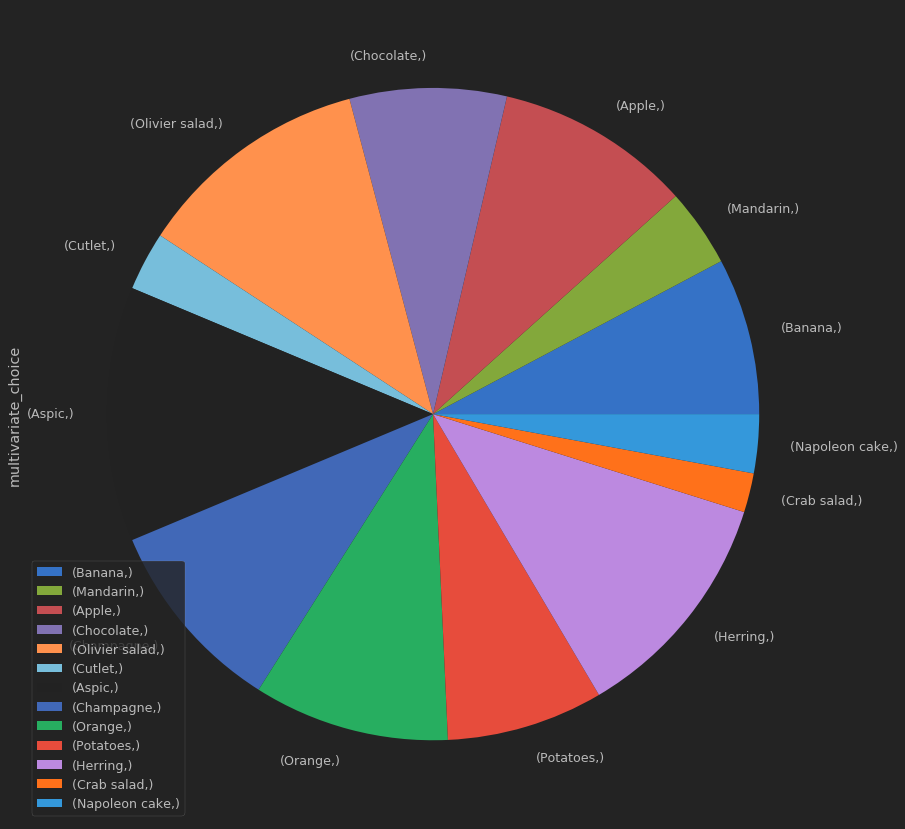 (Chocolate,)
(Apple,)
(Olivier salad,)
(Mandarin,)
(Cutlet,)
(Banana,)
multivariate_choice
(Aspic,)
(Napoleon cake,)
(Crab salad,)
(Herring,)
(Champagne,)
(Orange,)
(Potatoes,)
(Banana,)
(Mandarin,)
(Apple,)
(Chocolate,)
(Olivier salad,)
(Cutlet,)
(Aspic,)
(Champagne,)
(Orange,)
(Potatoes,)
(Herring,)
(Crab salad,)
(Napoleon cake,)